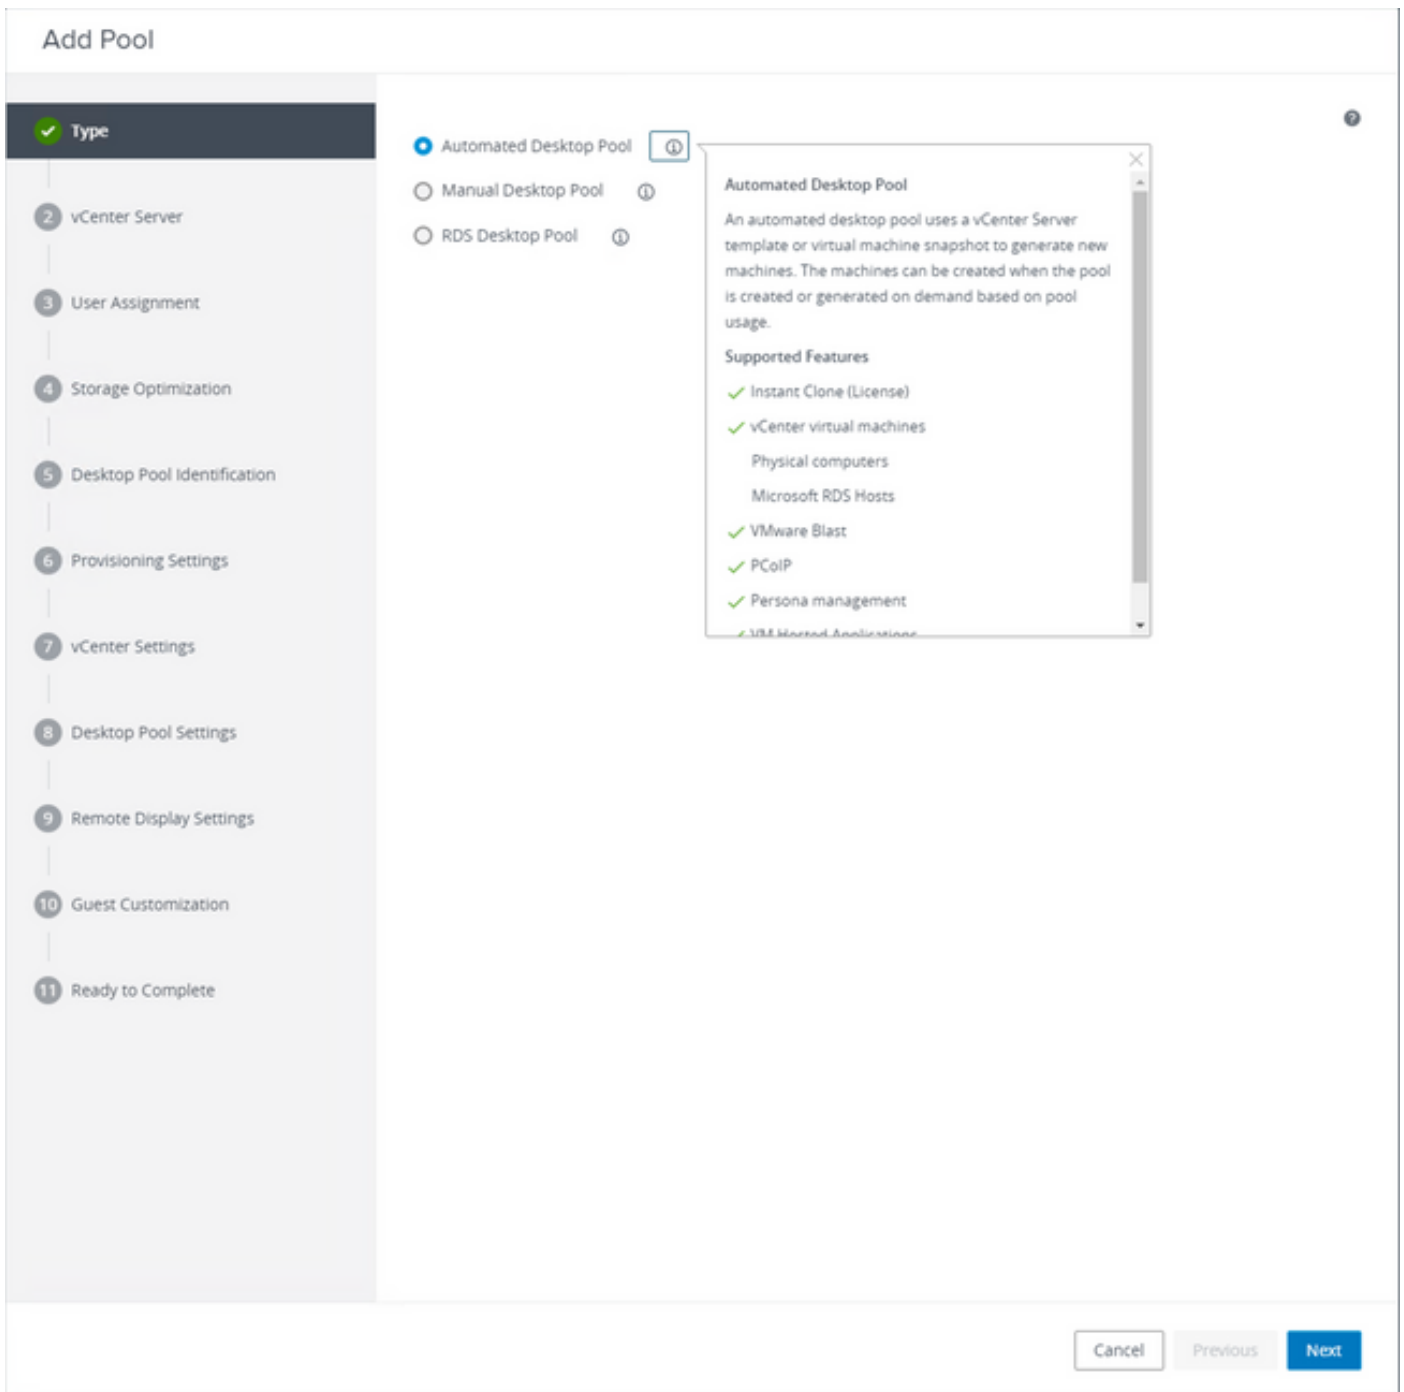 Add Pool
Type
2 vCenter Server
3 User Assignment
4 Storage Optimization
5 Desktop Pool Identification
6 Provisioning Settings
7 vCenter Settings
8 Desktop Pool Settings
9 Remote Display Settings
10 Guest Customization
11 Ready to Complete
Automated Desktop Pool
Manual Desktop Pool
RDS Desktop Pool
Automated Desktop Pool
An automated desktop pool uses a vCenter Server
template or virtual machine snapshot to generate new
machines. The machines can be created when the pool
is created or generated on demand based on pool
usage.
Supported Features
Instant Clone (License)
vCenter virtual machines
Physical computers
Microsoft RDS Hosts
VMware Blast
PCoIP
Persona management
VM Hosted Applications
Cancel
Previous
Next